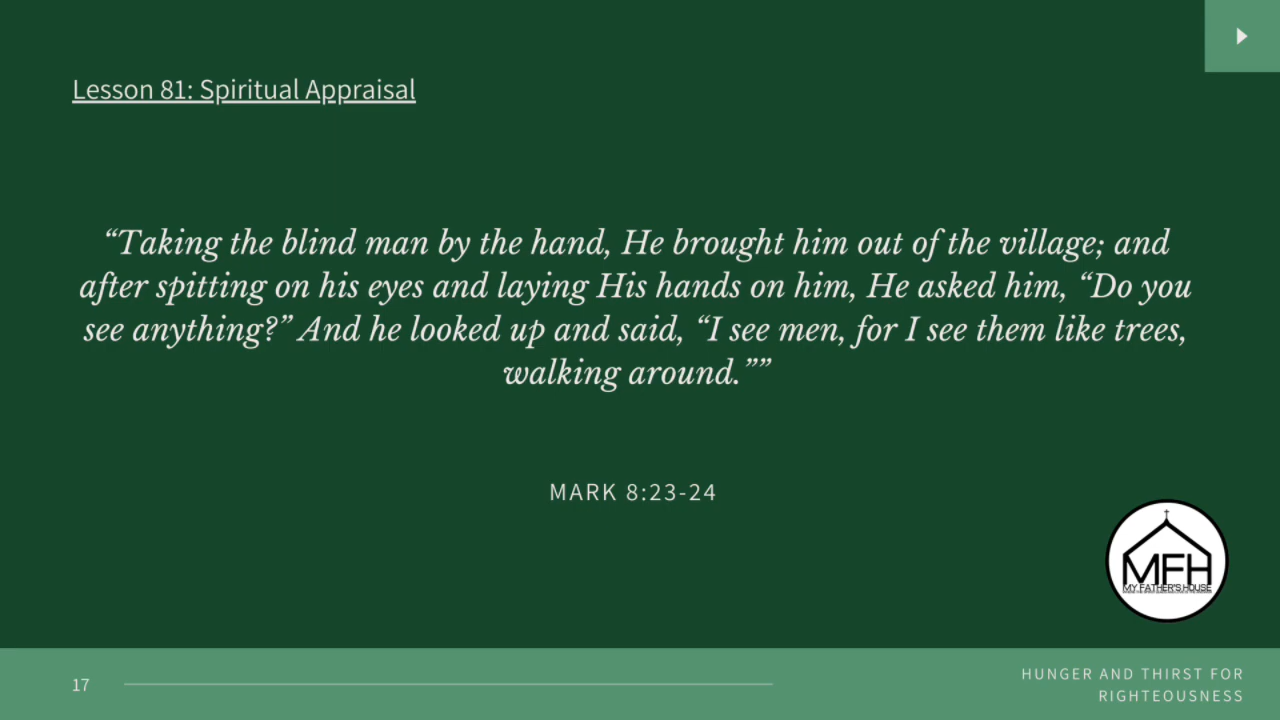 Lesson 81: Spiritual Appraisal
“Taking the blind man by the hand, He brought him out of the village; and
after spitting on his eyes and laying His hands on him, He asked him, “Do you
see anything?” And he looked up and said, “I see men, for I see them like trees,
walking around.””
MARK 8:23-24
MFH
MY FATHER'S HOUSE
17
HUNGER AND THIRST FOR
RIGHTEOUSNESS